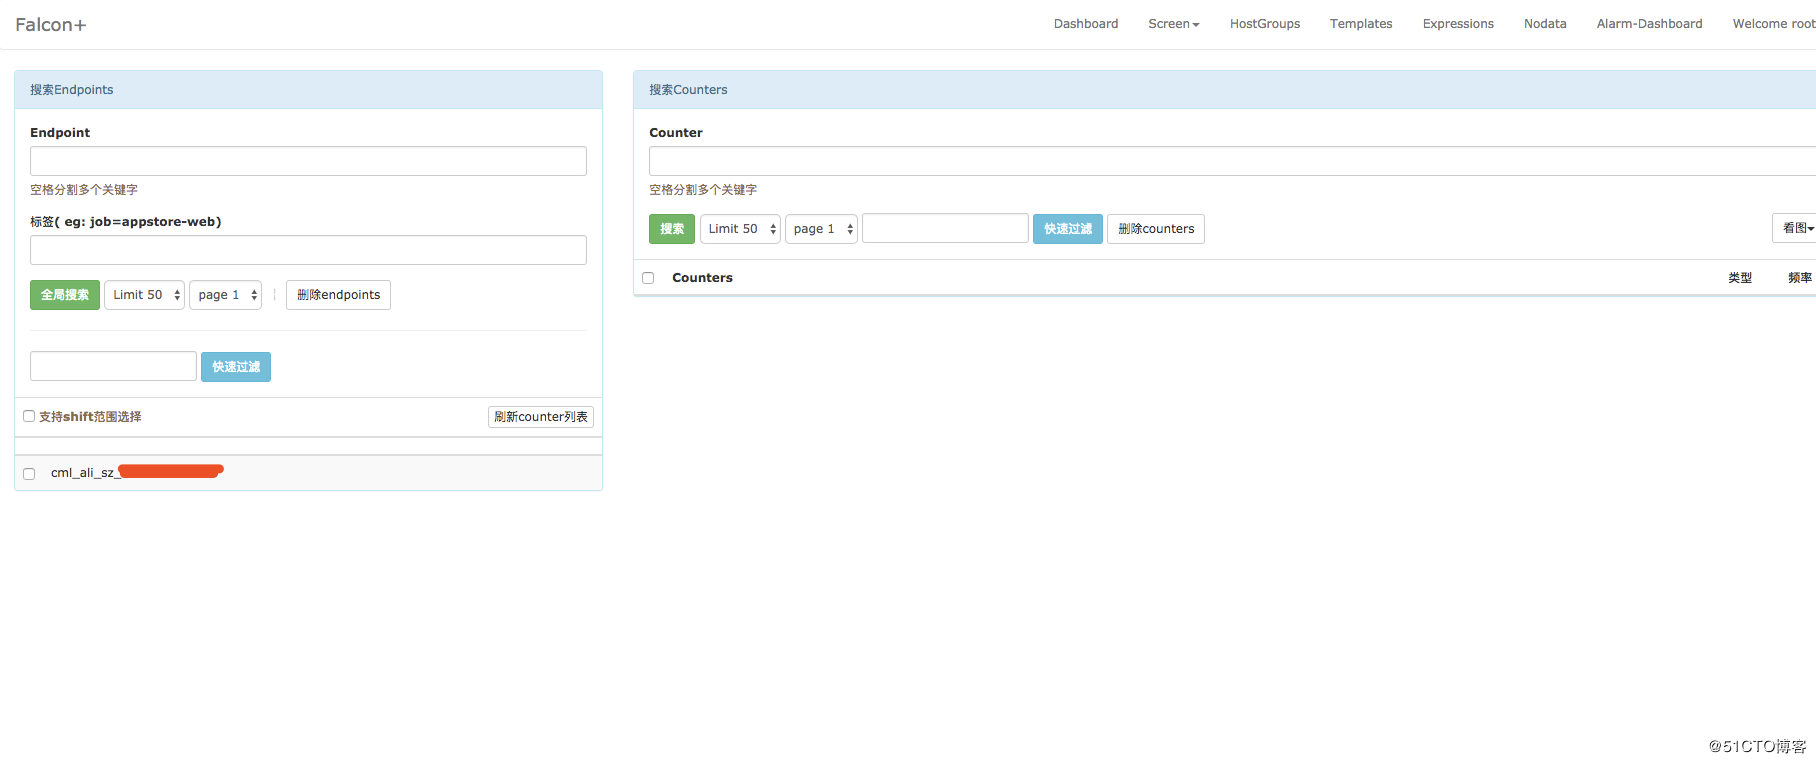 Falcon+
Dashboard Screen HostGroups Templates Expressions Nodata Alarm-Dashboard Welcome root
搜索Endpoints
Endpoint
空格分割多个关键字
标签( eg: job=appstore-web)
全局搜索 Limit 50 page 1 删除endpoints
快速过滤
支持shift范围选择 刷新counter列表
cml_ali_sz_
搜索Counters
Counter
空格分割多个关键字
搜索 Limit 50 page 1 快速过滤 删除counters 看图
Counters 类型 频率
@51CTO博客